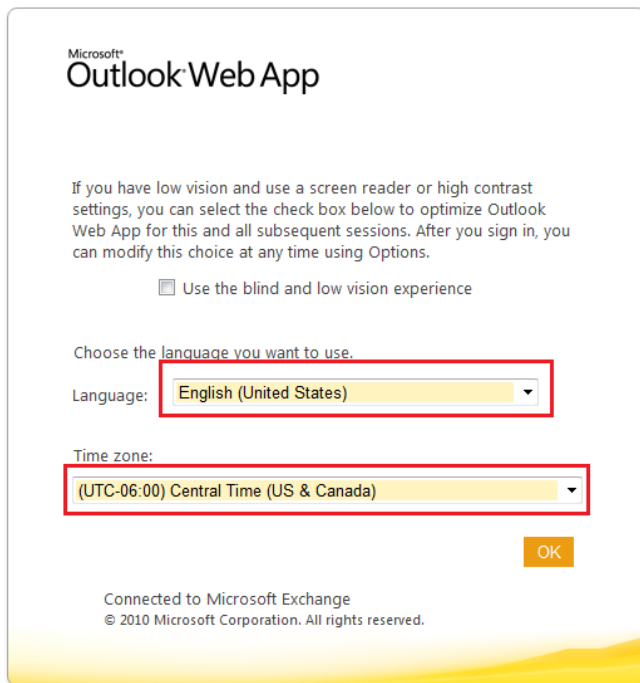 Microsoft®
Outlook® Web App
If you have low vision and use a screen reader or high contrast
settings, you can select the check box below to optimize Outlook
Web App for this and all subsequent sessions. After you sign in, you
can modify this choice at any time using Options.
Use the blind and low vision experience
Choose the language you want to use.
Language: English (United States)
Time zone:
(UTC-06:00) Central Time (US & Canada)
OK
Connected to Microsoft Exchange
© 2010 Microsoft Corporation. All rights reserved.